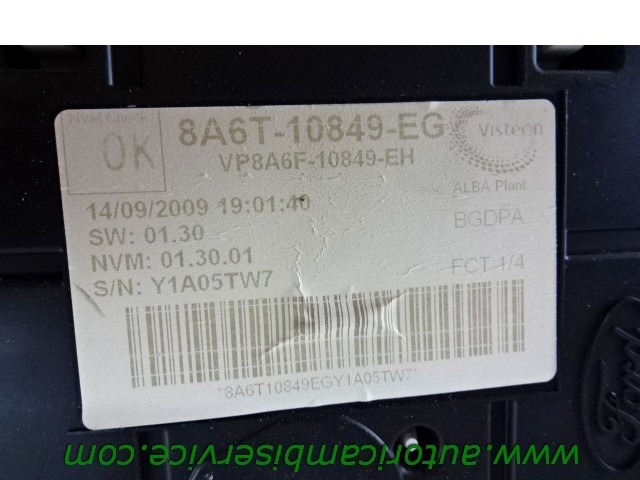 NVM Check
OK
8A6T-10849-EG
VP8A6F-10849-EH
Visteon
ALBA Plant
14/09/2009 19:01:40
BGDPA
SW: 01.30
NVM: 01.30.01
FCT 1/4
S/N: Y1A05TW7
*8A6T10849EGY1A05TW7*
Ford
www.autoricambiservice.com